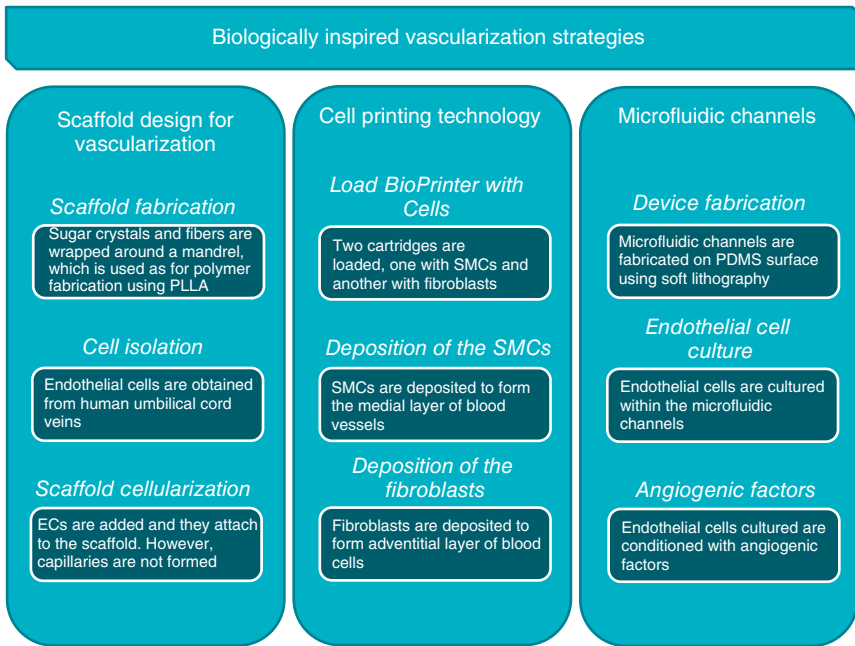 Biologically inspired vascularization strategies
Scaffold design for
vascularization
Scaffold fabrication
Sugar crystals and fibers are
wrapped around a mandrel,
which is used as for polymer
fabrication using PLLA
Cell isolation
Endothelial cells are obtained
from human umbilical cord
veins
Scaffold cellularization
ECs are added and they attach
to the scaffold. However,
capillaries are not formed
Cell printing technology
Load BioPrinter with
Cells
Two cartridges are
loaded, one with SMCs and
another with fibroblasts
Deposition of the SMCs
SMCs are deposited to form
the medial layer of blood
vessels
Deposition of the
fibroblasts
Fibroblasts are deposited to
form adventitial layer of blood
cells
Microfluidic channels
Device fabrication
Microfluidic channels are
fabricated on PDMS surface
using soft lithography
Endothelial cell
culture
Endothelial cells are cultured
within the microfluidic
channels
Angiogenic factors
Endothelial cells cultured are
conditioned with angiogenic
factors